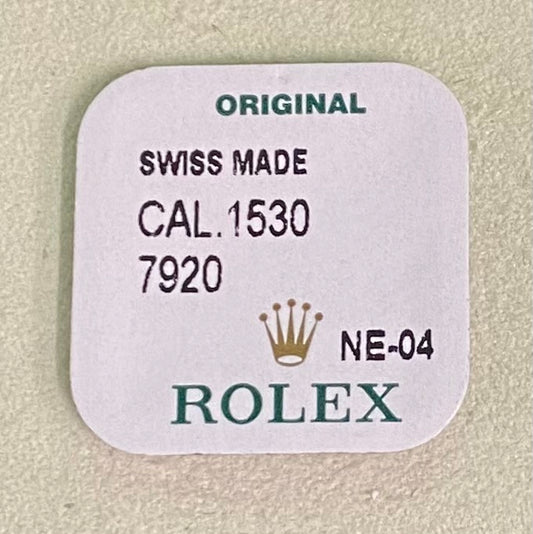 ORIGINAL
SWISS MADE
CAL.1530
7920
NE-04
ROLEX